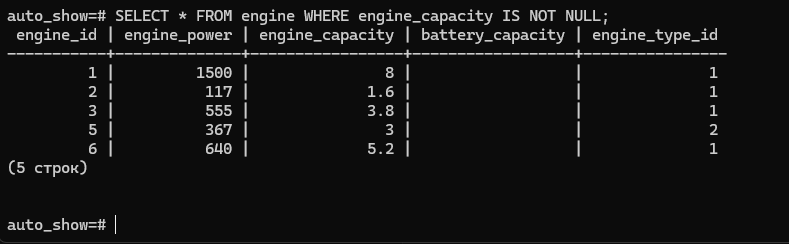 auto_show=# SELECT * FROM engine WHERE engine_capacity IS NOT NULL;
 engine_id | engine_power | engine_capacity | battery_capacity | engine_type_id
-----------+--------------+-----------------+------------------+----------------
         1 |         1500 |               8 |                  |              1
         2 |          117 |             1.6 |                  |              1
         3 |          555 |             3.8 |                  |              1
         5 |          367 |               3 |                  |              2
         6 |          640 |             5.2 |                  |              1
(5 строк)
auto_show=#